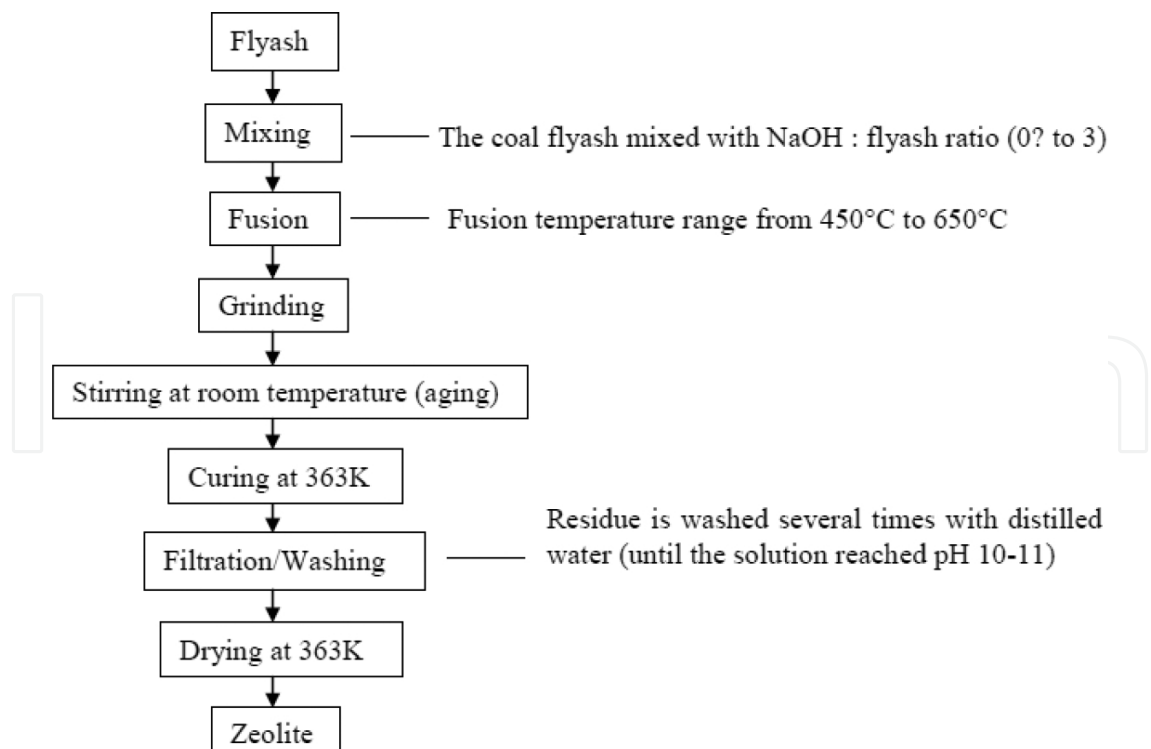 Flyash
Mixing
The coal flyash mixed with NaOH : flyash ratio (0? to 3)
Fusion
Fusion temperature range from 450°C to 650°C
Grinding
Stirring at room temperature (aging)
Curing at 363K
Filtration/Washing
Residue is washed several times with distilled
water (until the solution reached pH 10-11)
Drying at 363K
Zeolite